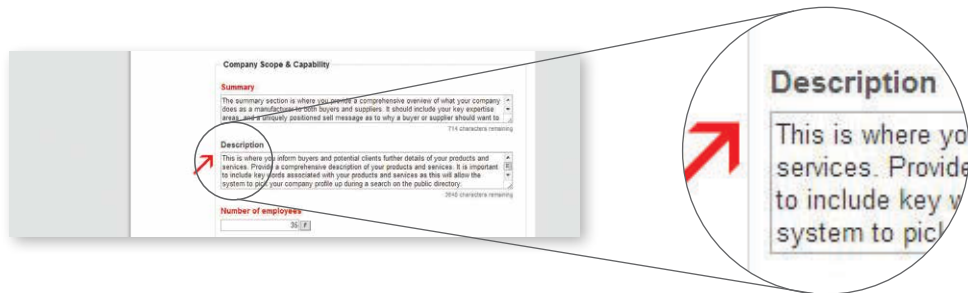 Company Scope & Capability
Summary
The summary section is where you provide a comprehensive overview of what your company
does as a manufacturer to both buyers and suppliers. It should include your key expertise
areas, and a uniquely positioned sell message as to why a buyer or supplier should want to
714 characters remaining
Description
This is where you inform buyers and potential clients further details of your products and
services. Provide a comprehensive description of your products and services. It is important
to include key words associated with your products and services as this will allow the
system to pick your company profile up during a search on the public directory.
characters remaining
Number of employees
35
Description
This is where yo
services. Provide
to include key w
system to pick